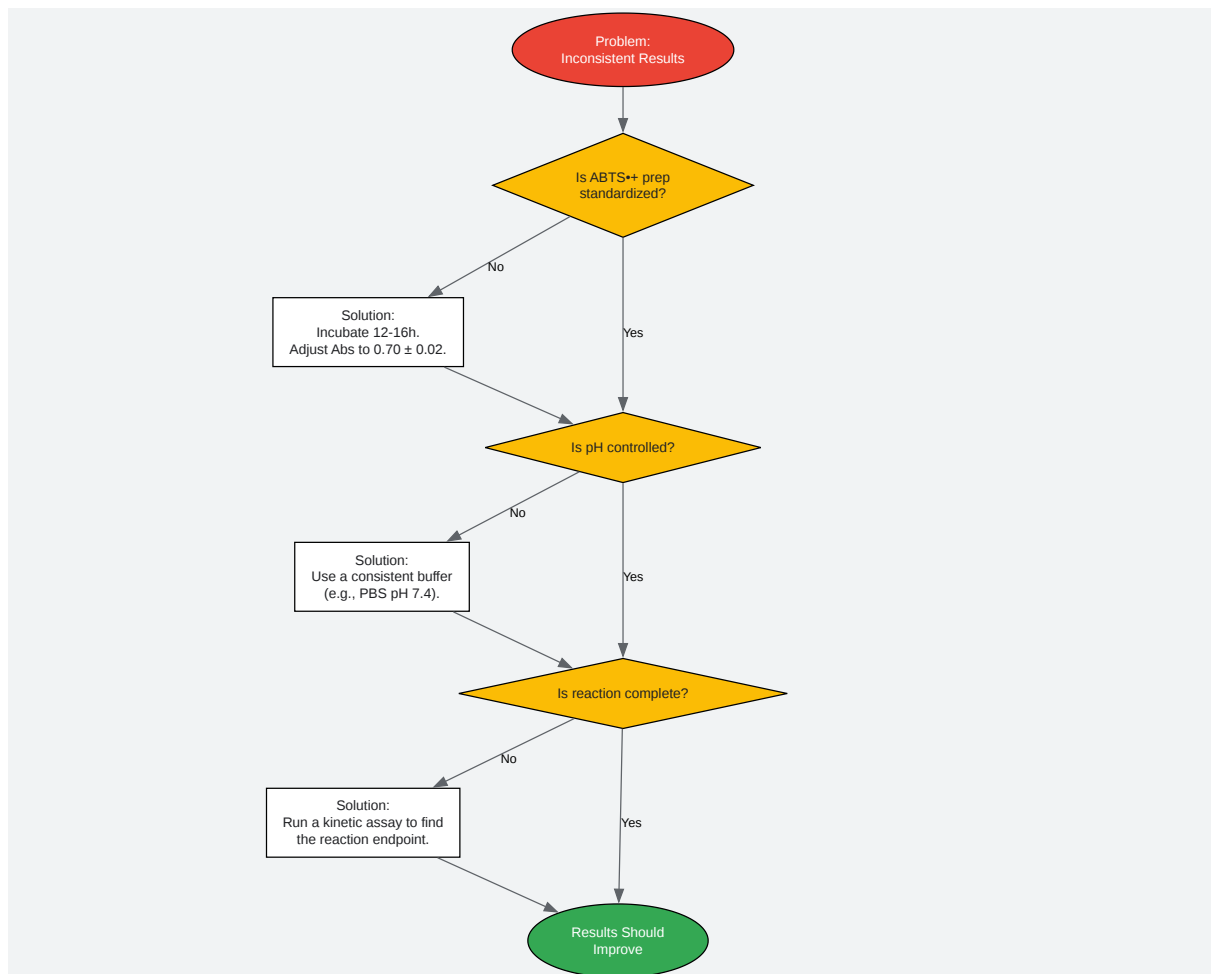 Problem:
Inconsistent Results
Is ABTS•+ prep
standardized?
No
Yes
Solution:
Incubate 12-16h.
Adjust Abs to 0.70 ± 0.02.
Is pH controlled?
No
Yes
Solution:
Use a consistent buffer
(e.g., PBS pH 7.4).
Is reaction complete?
No
Yes
Solution:
Run a kinetic assay to find
the reaction endpoint.
Results Should
Improve